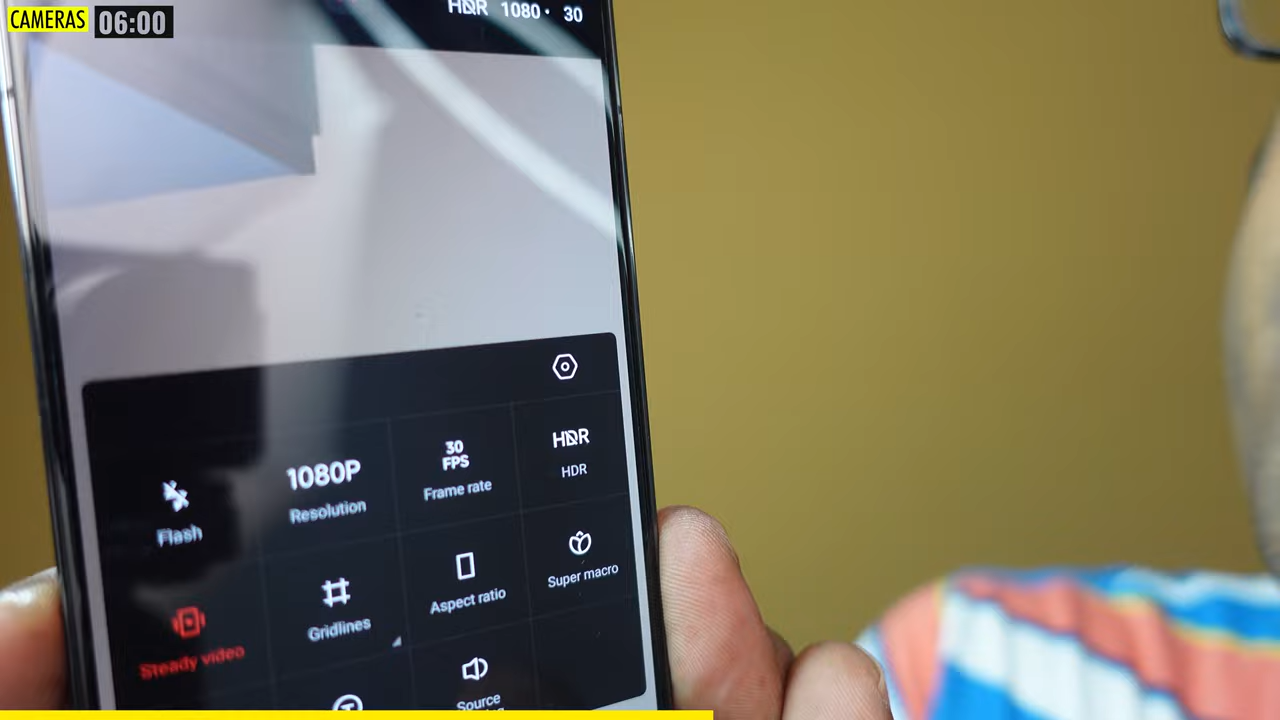 CAMERAS 06:00
HDR 1080 · 30
Flash
1080P
Resolution
30
FPS
Frame rate
HDR
HDR
Steady video
Gridlines
Aspect ratio
Super macro
Source